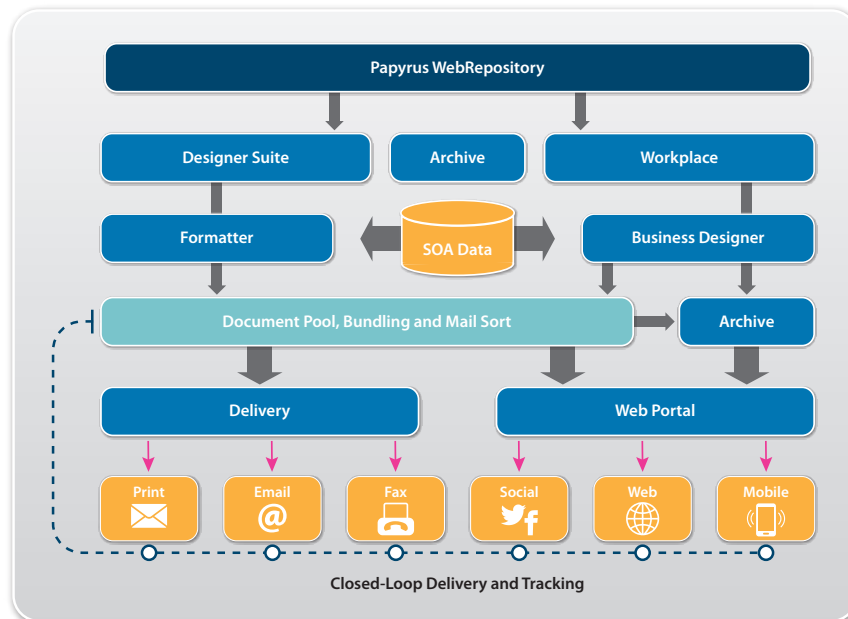 Papyrus WebRepository
Designer Suite
Archive
Workplace
Formatter
SOA Data
Business Designer
Document Pool, Bundling and Mail Sort
Archive
Delivery
Web Portal
Print
Email
Fax
Social
Web
Mobile
@
Closed-Loop Delivery and Tracking